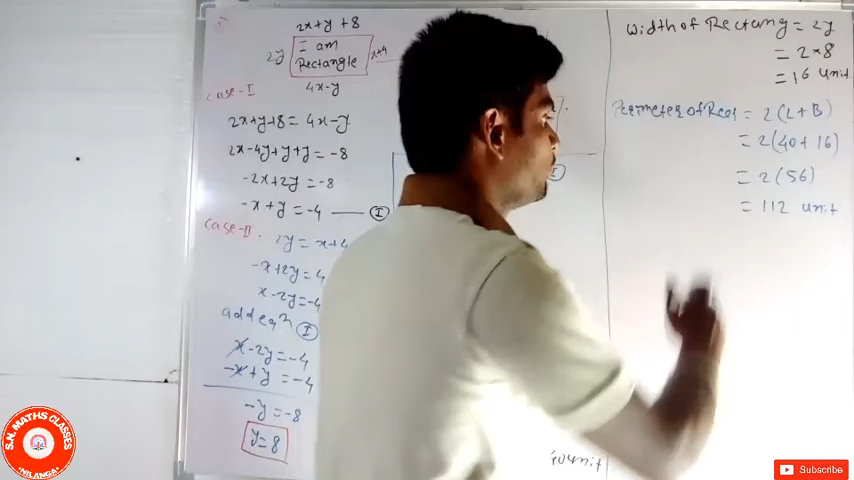 2x+y+8
2y
I am
Rectangle
x+4
4x-y
case-I
2x+y+8 = 4x-y
2x-4y+y+y = -8
-2x+2y = -8
-x+y = -4 —— I
case-II.
2y = x+4
-x+2y = 4
x-2y = -4
add eqn I
x-2y = -4
-x+y = -4
-y = -8
y = 8
I
40 unit
Width of Rectang = 2y
= 2×8
= 16 unit
Perimeter of Rect = 2(L+B)
= 2(40+16)
= 2(56)
= 112 unit
S.N. MATHS CLASSES
NILANGA
Subscribe